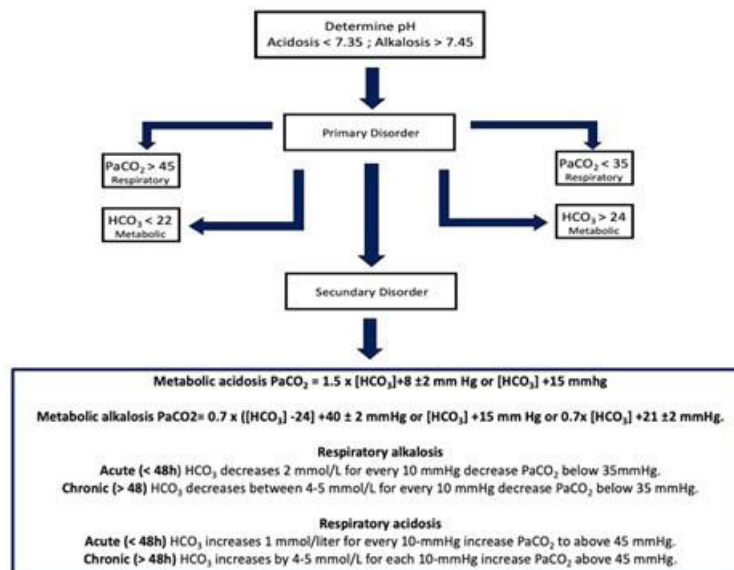 Determine pH
Acidosis < 7.35 ; Alkalosis > 7.45
Primary Disorder
PaCO₂ > 45
Respiratory
PaCO₂ < 35
Respiratory
HCO₃ < 22
Metabolic
HCO₃ > 24
Metabolic
Secundary Disorder
Metabolic acidosis PaCO₂ = 1.5 x [HCO₃]+8 ±2 mm Hg or [HCO₃] +15 mmhg
Metabolic alkalosis PaCO2= 0.7 x ([HCO₃] -24] +40 ± 2 mmHg or [HCO₃] +15 mm Hg or 0.7x [HCO₃] +21 ±2 mmHg.
Respiratory alkalosis
Acute (< 48h) HCO₃ decreases 2 mmol/L for every 10 mmHg decrease PaCO₂ below 35mmHg.
Chronic (> 48) HCO₃ decreases between 4-5 mmol/L for every 10 mmHg decrease PaCO₂ below 35 mmHg.
Respiratory acidosis
Acute (< 48h) HCO₃ increases 1 mmol/liter for every 10-mmHg increase PaCO₂ to above 45 mmHg.
Chronic (> 48h) HCO₃ increases by 4-5 mmol/L for each 10-mmHg increase PaCO₂ above 45 mmHg.